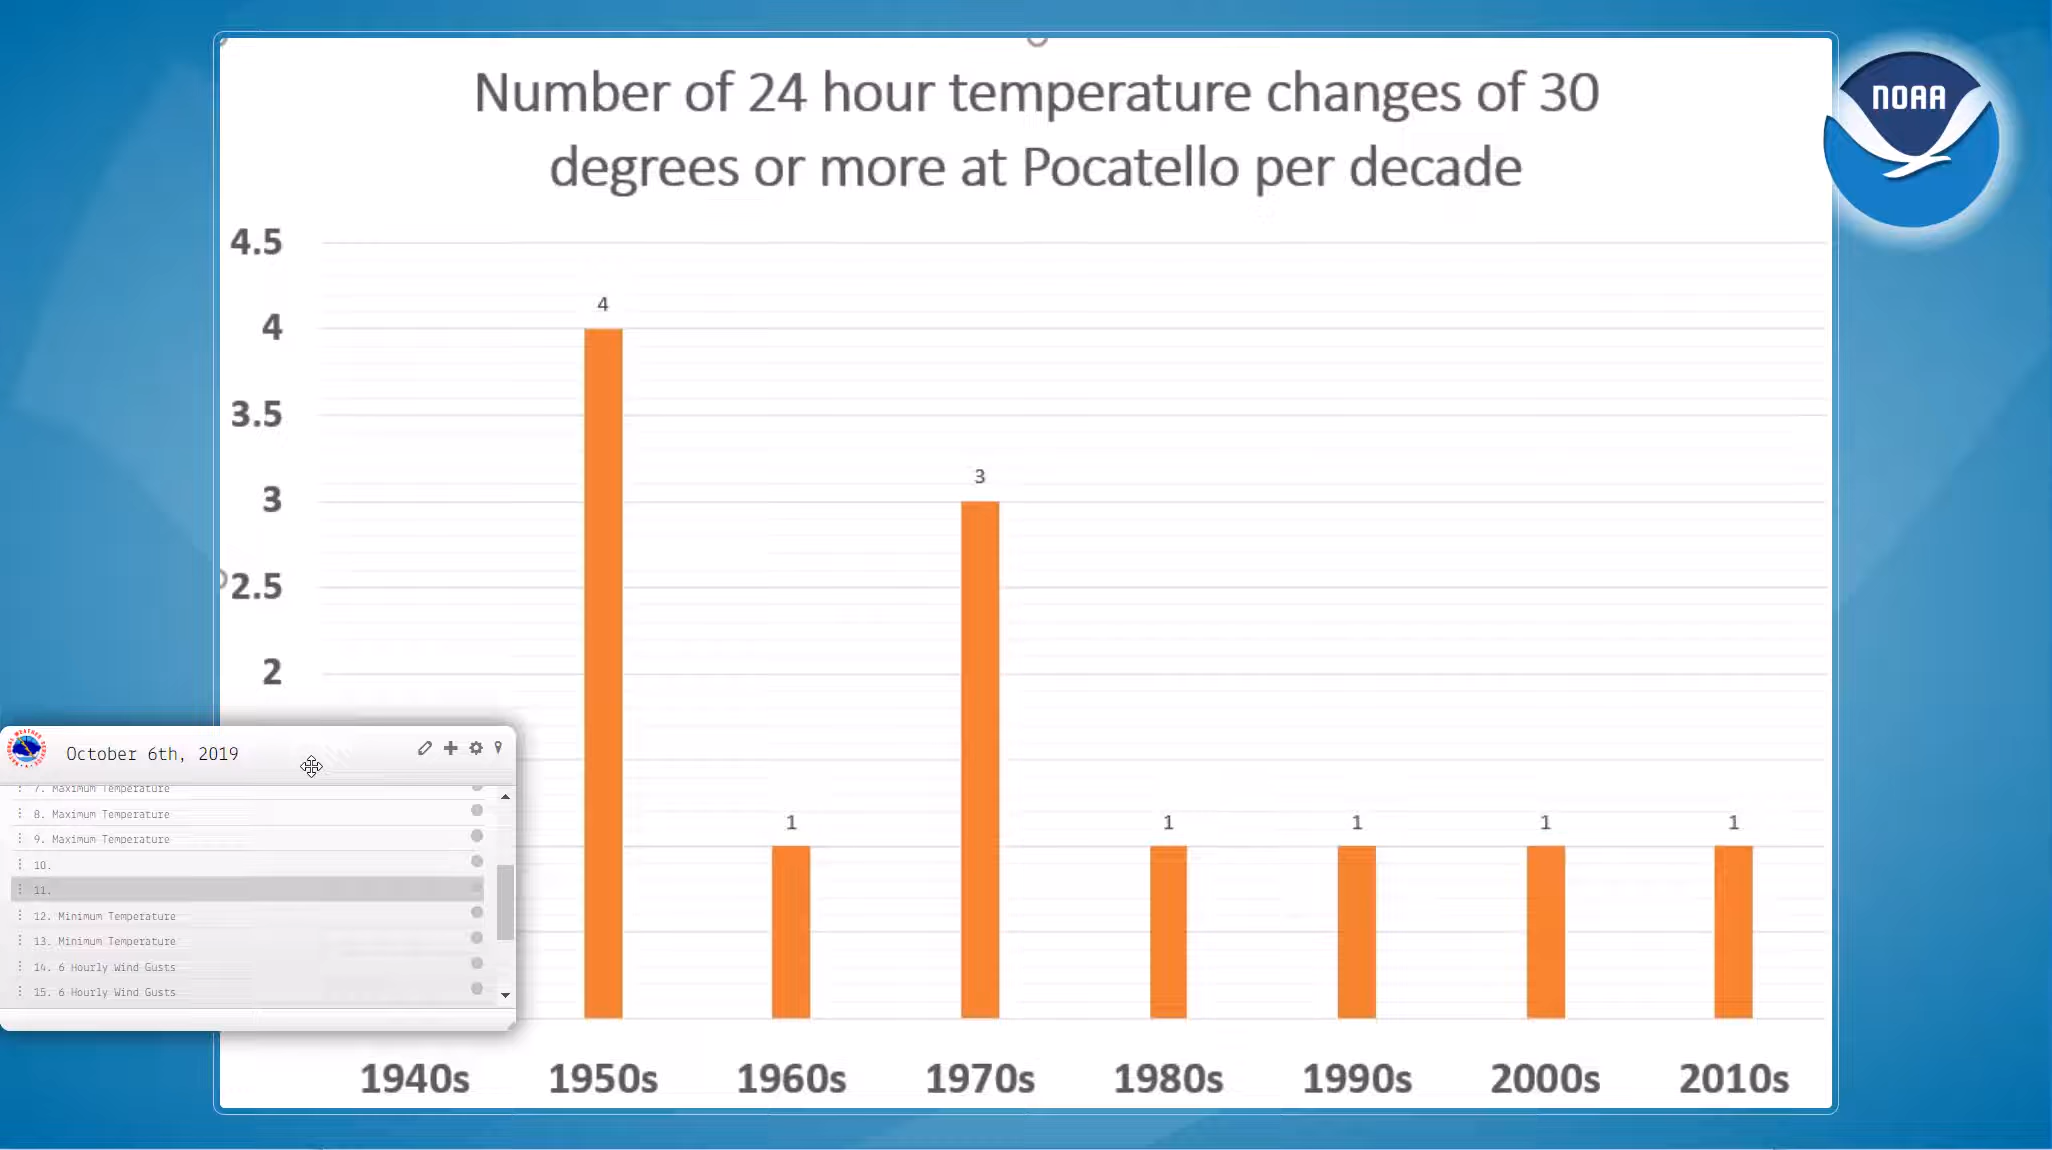 Number of 24 hour temperature changes of 30
degrees or more at Pocatello per decade
NOAA
4.5
4
4
3.5
3
3
2.5
2
October 6th, 2019
7. Maximum Temperature
8. Maximum Temperature
9. Maximum Temperature
10.
11.
12. Minimum Temperature
13. Minimum Temperature
14. 6 Hourly Wind Gusts
15. 6 Hourly Wind Gusts
1
1
1
1
1
1940s 1950s 1960s 1970s 1980s 1990s 2000s 2010s